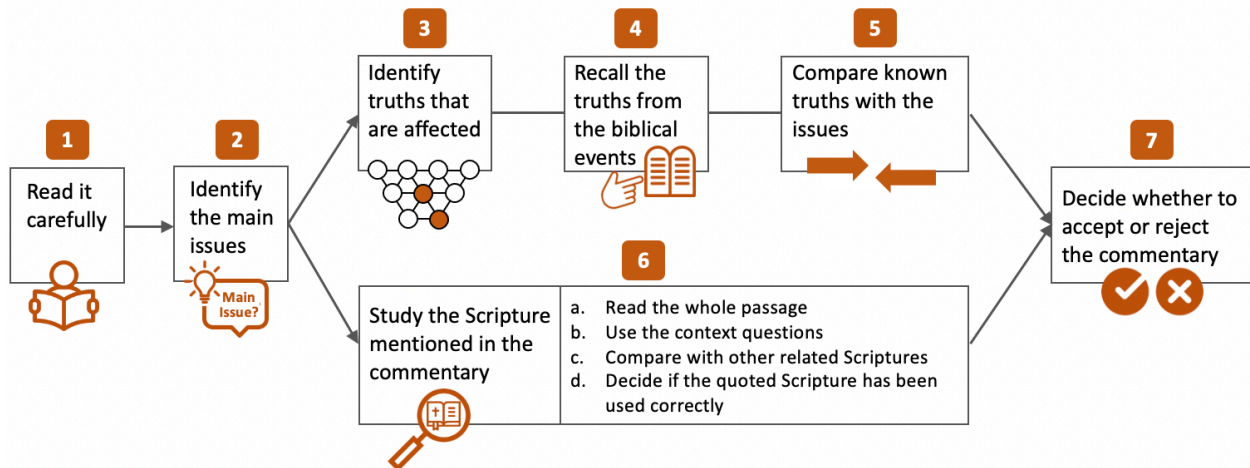 1
Read it
carefully
2
Identify
the main
issues
Main
Issue?
3
Identify
truths that
are affected
4
Recall the
truths from
the biblical
events
5
Compare known
truths with the
issues
6
Study the Scripture
mentioned in the
commentary
a. Read the whole passage
b. Use the context questions
c. Compare with other related Scriptures
d. Decide if the quoted Scripture has been
used correctly
7
Decide whether to
accept or reject
the commentary